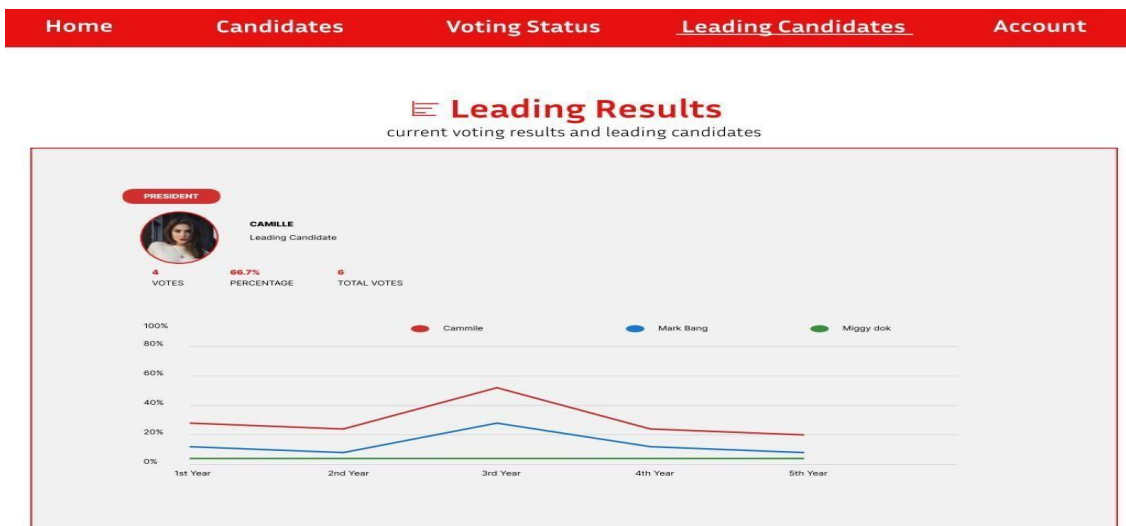 Home Candidates Voting Status Leading Candidates Account
Leading Results
current voting results and leading candidates
PRESIDENT
CAMILLE
Leading Candidate
4 66.7% 6
VOTES PERCENTAGE TOTAL VOTES
100% Cammile Mark Bang Miggy dok
80%
60%
40%
20%
0%
1st Year 2nd Year 3rd Year 4th Year 5th Year